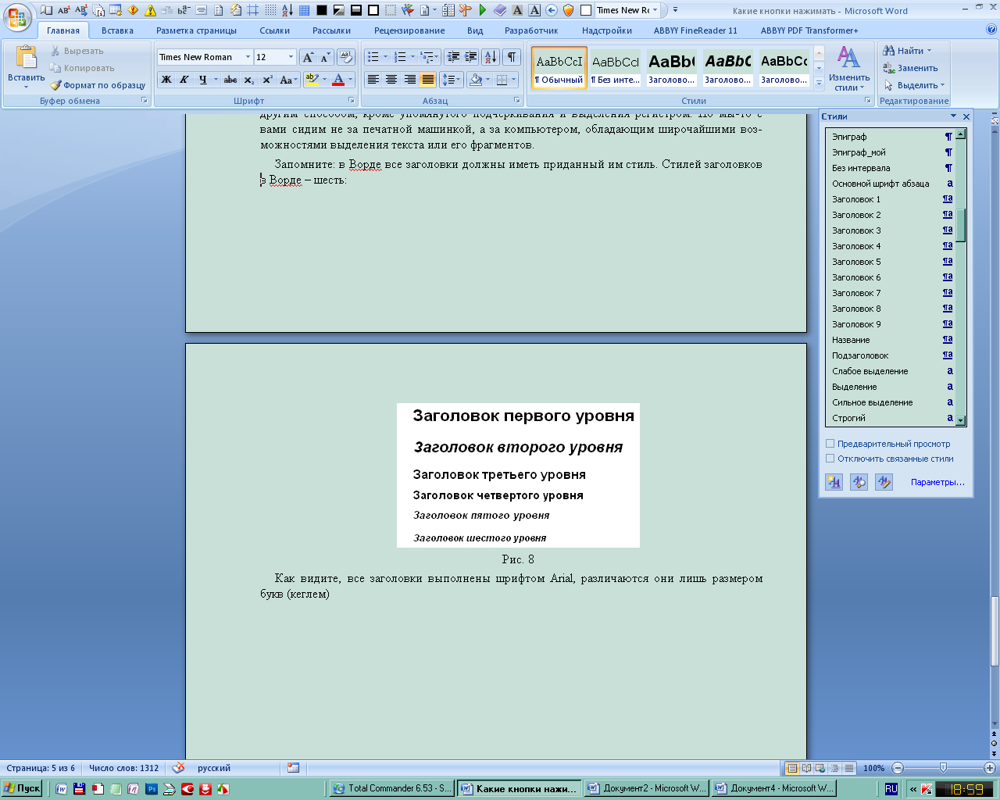 Times New Ro
Какие кнопки нажимать - Microsoft Word
Главная
Вставка
Разметка страницы
Ссылки
Рассылки
Рецензирование
Вид
Разработчик
Надстройки
ABBYY FineReader 11
ABBYY PDF Transformer+
Вставить
Вырезать
Копировать
Формат по образцу
Буфер обмена
Times New Roman
12
Ж К Ч abc x₂ x² Aa
Шрифт
Абзац
AaBbCcI
¶ Обычный
AaBbCcI
¶ Без инте...
AaBbC
Заголово...
AaBbC
Заголово...
AaBbCc
Заголово...
Изменить стили
Стили
Найти
Заменить
Выделить
Редактирование
другим способом, кроме упомянутого подчеркивания и выделения регистром. Но мы-то с
вами сидим не за печатной машинкой, а за компьютером, обладающим широчайшими воз-
можностями выделения текста или его фрагментов.
Запомните: в Ворде все заголовки должны иметь приданный им стиль. Стилей заголовков
в Ворде – шесть:
Заголовок первого уровня
Заголовок второго уровня
Заголовок третьего уровня
Заголовок четвертого уровня
Заголовок пятого уровня
Заголовок шестого уровня
Рис. 8
Как видите, все заголовки выполнены шрифтом Arial, различаются они лишь размером
букв (кеглем)
Стили
Эпиграф ¶
Эпиграф_мой ¶
Без интервала ¶
Основной шрифт абзаца a
Заголовок 1 ¶a
Заголовок 2 ¶a
Заголовок 3 ¶a
Заголовок 4 ¶a
Заголовок 5 ¶a
Заголовок 6 ¶a
Заголовок 7 ¶a
Заголовок 8 ¶a
Заголовок 9 ¶a
Название ¶a
Подзаголовок ¶a
Слабое выделение a
Выделение a
Сильное выделение a
Строгий a
Предварительный просмотр
Отключить связанные стили
Параметры...
Страница: 5 из 6
Число слов: 1312
русский
100%
Пуск
Total Commander 6.53 - S...
Какие кнопки нажи...
Документ2 - Microsoft W...
Документ4 - Microsoft W...
RU
«
18:59